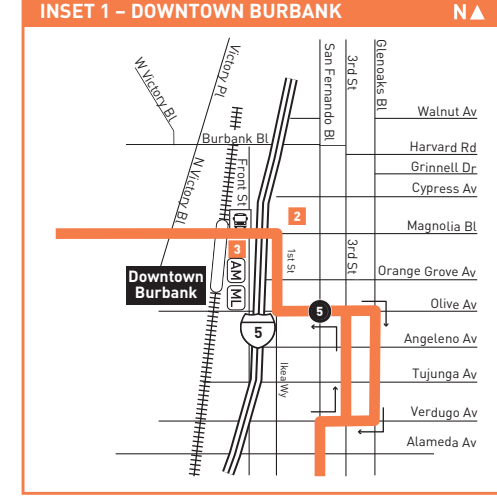 INSET 1 – DOWNTOWN BURBANK
N
W Victory Bl
Victory Pl
San Fernando Bl
3rd St
Glenoaks Bl
Walnut Av
Burbank Bl
Harvard Rd
Grinnell Dr
N Victory Bl
Front St
Cypress Av
2
Magnolia Bl
3
1st St
3rd St
AM
ML
Orange Grove Av
Downtown
Burbank
Olive Av
5
5
Angeleno Av
Ikea Wy
Tujunga Av
Verdugo Av
Alameda Av